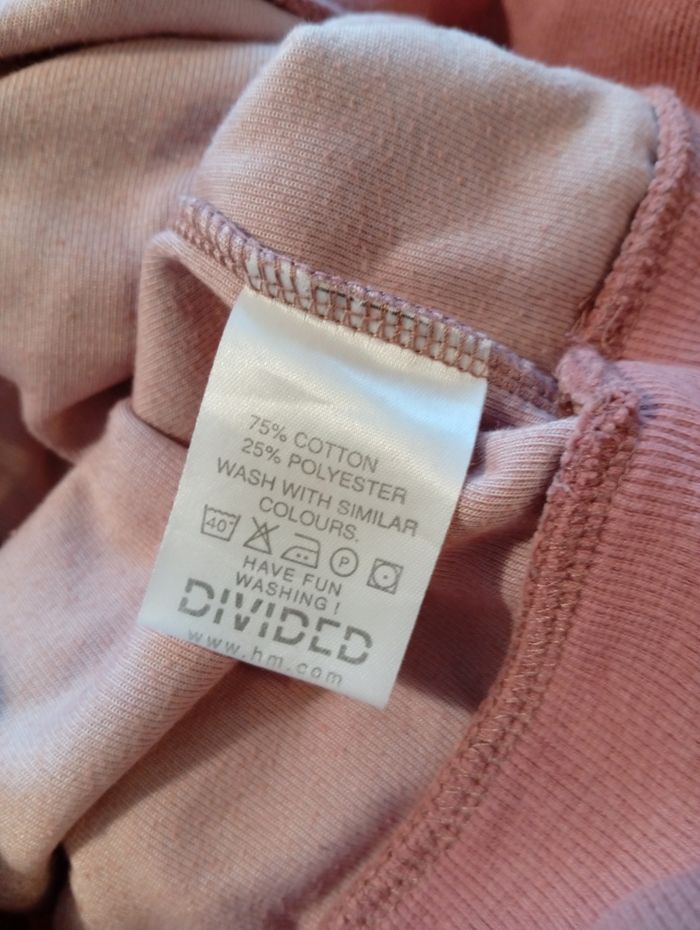 75% COTTON
25% POLYESTER
WASH WITH SIMILAR
COLOURS.
40° P
HAVE FUN
WASHING!
DIVIDED
www.hm.com